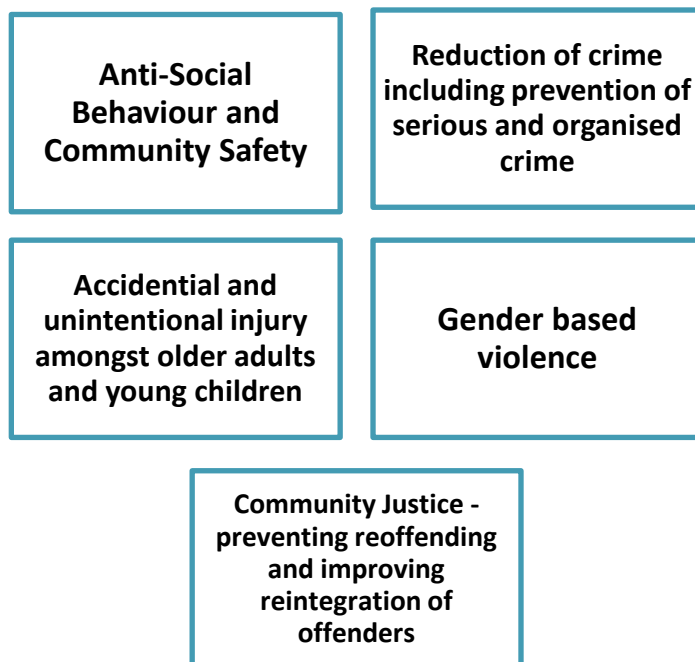 Anti-Social
Behaviour and
Community Safety
Reduction of crime
including prevention of
serious and organised
crime
Accidential and
unintentional injury
amongst older adults
and young children
Gender based
violence
Community Justice -
preventing reoffending
and improving
reintegration of
offenders